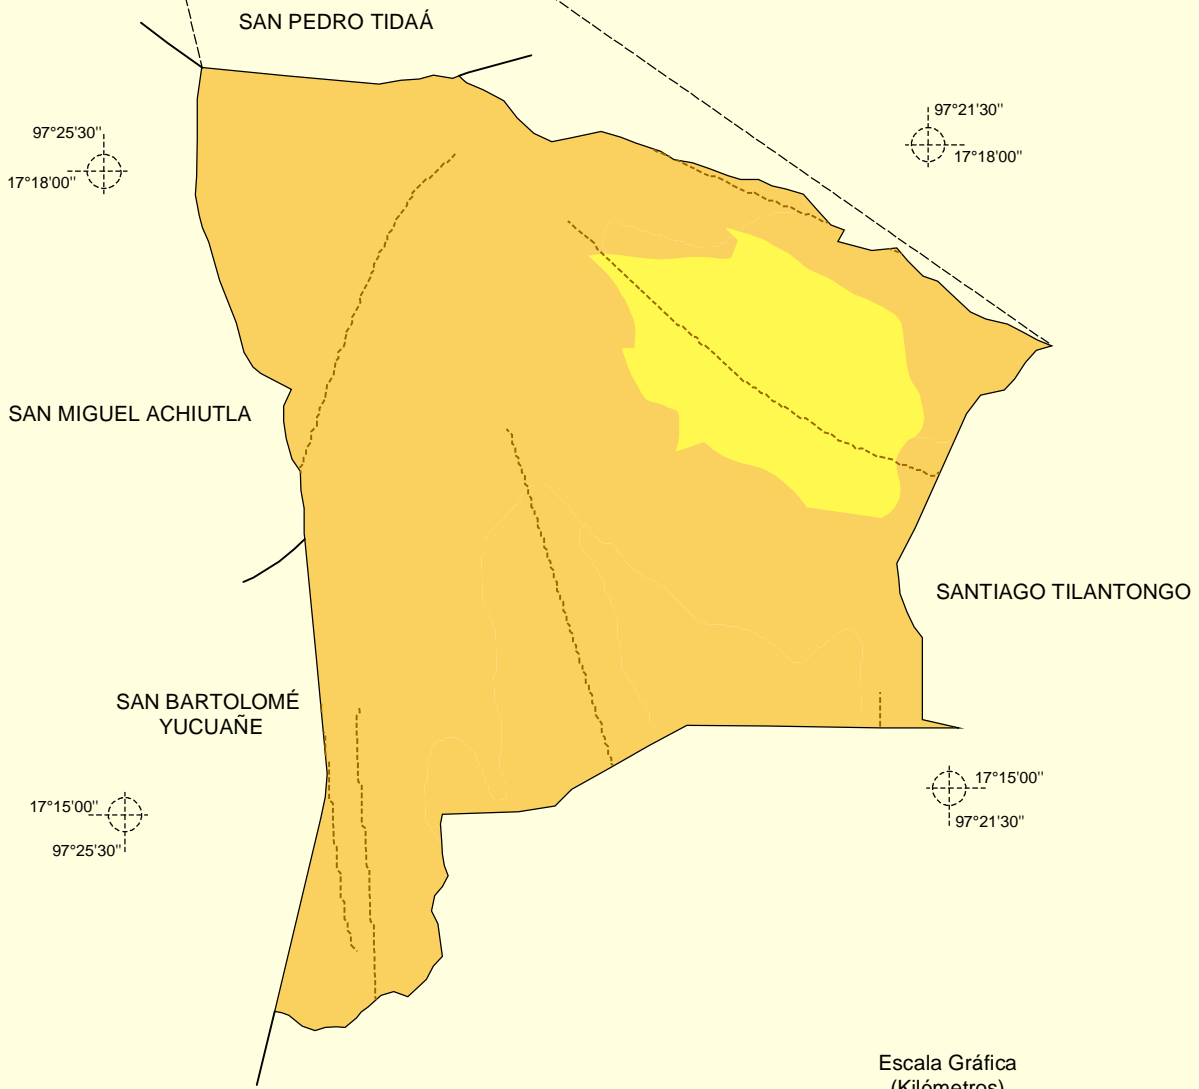 SAN PEDRO TIDAÁ
97°21'30''
97°25'30''
17°18'00''
17°18'00''
SAN MIGUEL ACHIUTLA
SANTIAGO TILANTONGO
SAN BARTOLOMÉ
YUCUAÑE
17°15'00''
17°15'00''
97°21'30''
97°25'30''
Escala Gráfica
(Kilómetros)